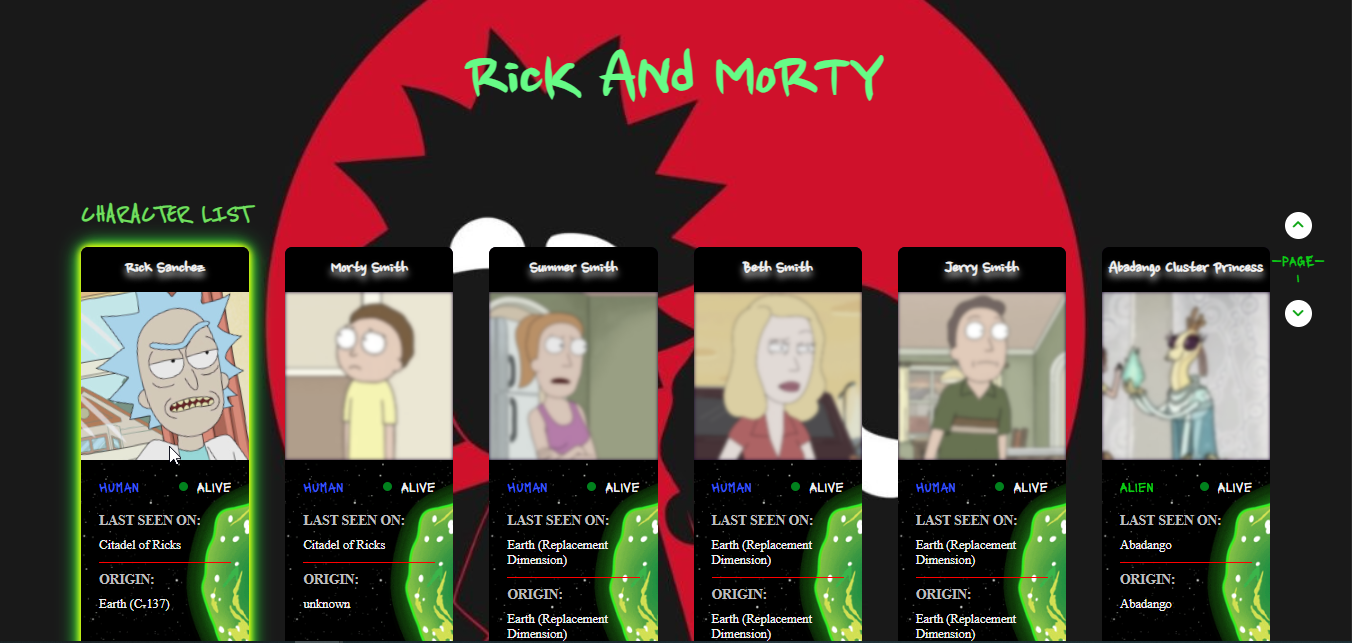 Rick And Morty
CHARACTER LIST
Rick Sanchez
Morty Smith
Summer Smith
Beth Smith
Jerry Smith
Abadango Cluster Princess
—PAGE—
1
HUMAN ALIVE
LAST SEEN ON:
Citadel of Ricks
ORIGIN:
Earth (C-137)
HUMAN ALIVE
LAST SEEN ON:
Citadel of Ricks
ORIGIN:
unknown
HUMAN ALIVE
LAST SEEN ON:
Earth (Replacement
Dimension)
ORIGIN:
Earth (Replacement
Dimension)
HUMAN ALIVE
LAST SEEN ON:
Earth (Replacement
Dimension)
ORIGIN:
Earth (Replacement
Dimension)
HUMAN ALIVE
LAST SEEN ON:
Earth (Replacement
Dimension)
ORIGIN:
Earth (Replacement
Dimension)
ALIEN ALIVE
LAST SEEN ON:
Abadango
ORIGIN:
Abadango